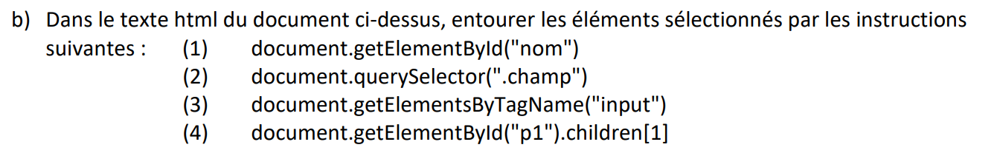 b) Dans le texte html du document ci-dessus, entourer les éléments sélectionnés par les instructions
suivantes : (1) document.getElementById("nom")
(2) document.querySelector(".champ")
(3) document.getElementsByTagName("input")
(4) document.getElementById("p1").children[1]